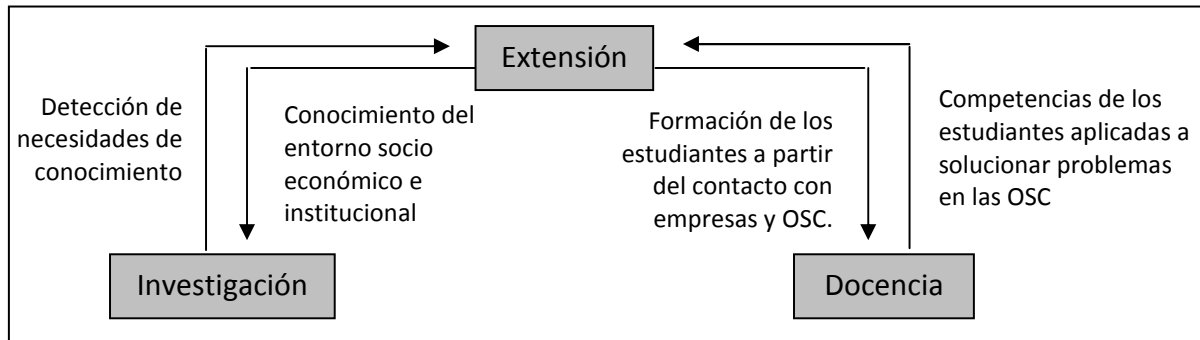 Extensión
Detección de
necesidades de
conocimiento
Conocimiento del
entorno socio
económico e
institucional
Formación de los
estudiantes a partir
del contacto con
empresas y OSC.
Competencias de los
estudiantes aplicadas a
solucionar problemas
en las OSC
Investigación
Docencia